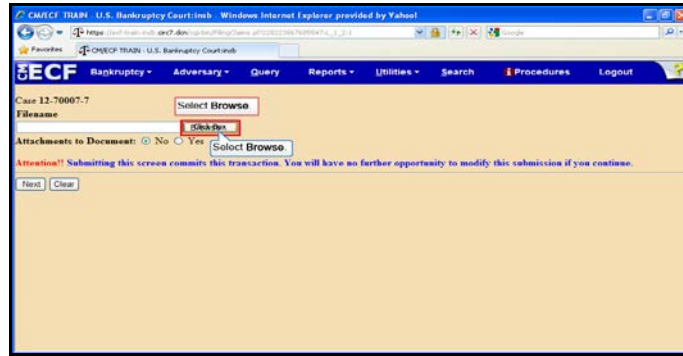 CM/ECF TRAIN - U.S. Bankruptcy Court:insb - Windows Internet Explorer provided by Yahoo!
Google
Favorites CM/ECF TRAIN - U.S. Bankruptcy Court:insb
ECF Bankruptcy Adversary Query Reports Utilities Search Procedures Logout ?
Case 12-70007-7
Select Browse.
Filename
Attachments to Document: No Yes
Select Browse.
Attention!! Submitting this screen commits this transaction. You will have no further opportunity to modify this submission if you continue.
Next Clear